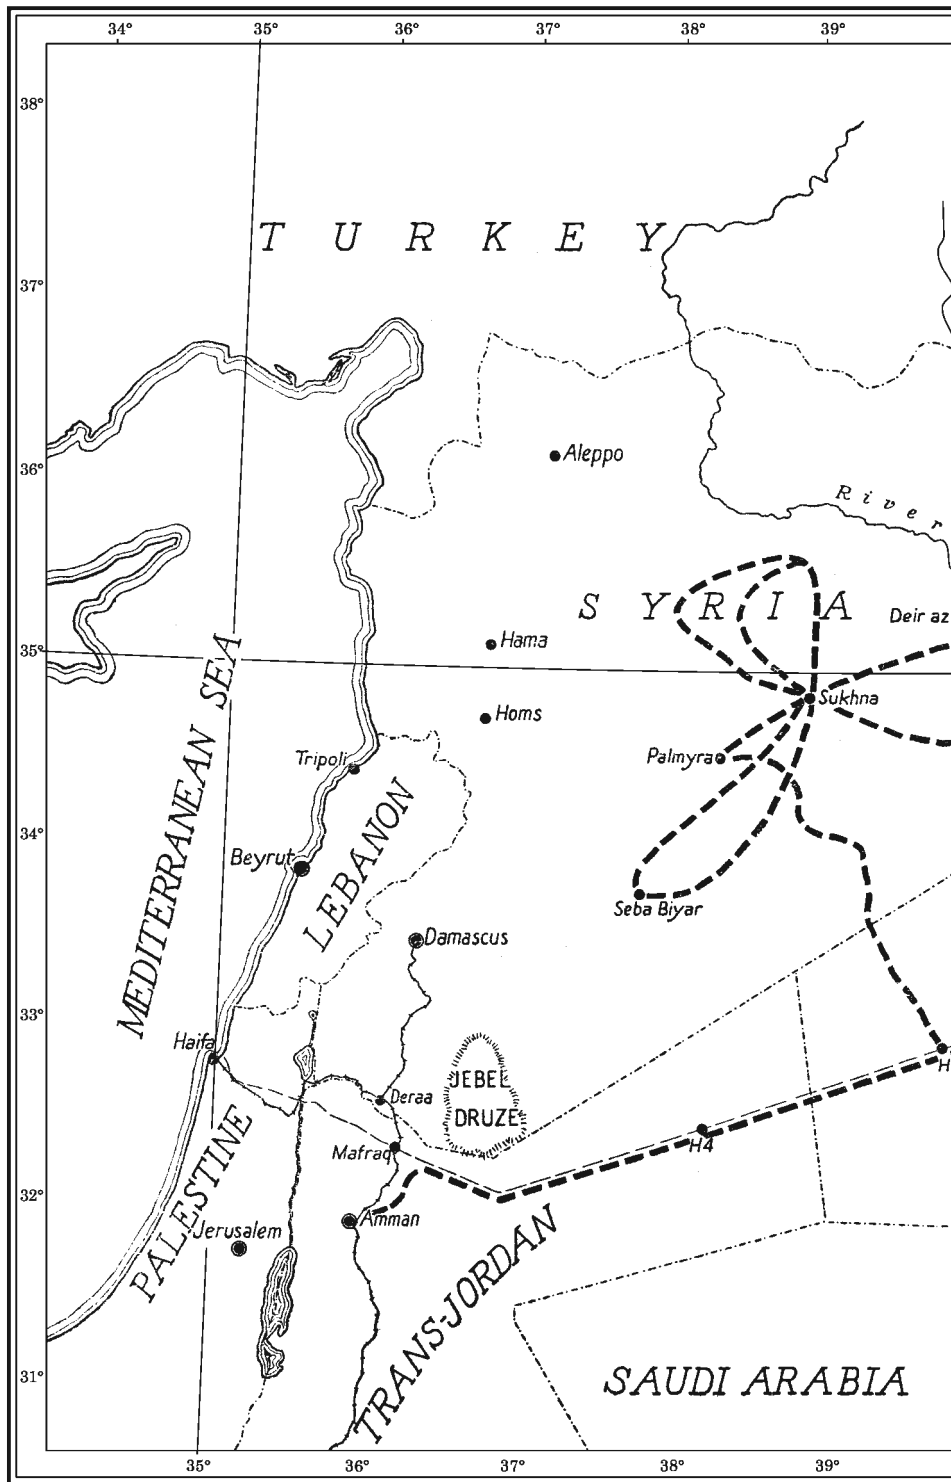 34° 35° 36° 37° 38° 39°
38°
TURKEY
37°
Aleppo
36°
River
SYRIA
Deir az
Hama
35°
Sukhna
Homs
Tripoli
Palmyra
MEDITERRANEAN SEA
34°
LEBANON
Beyrut
Seba Biyar
Damascus
33°
Haifa
H
JEBEL
DRUZE
Deraa
H4
Mafraq
PALESTINE
32°
Amman
Jerusalem
TRANS-JORDAN
31°
SAUDI ARABIA
35° 36° 37° 38° 39°